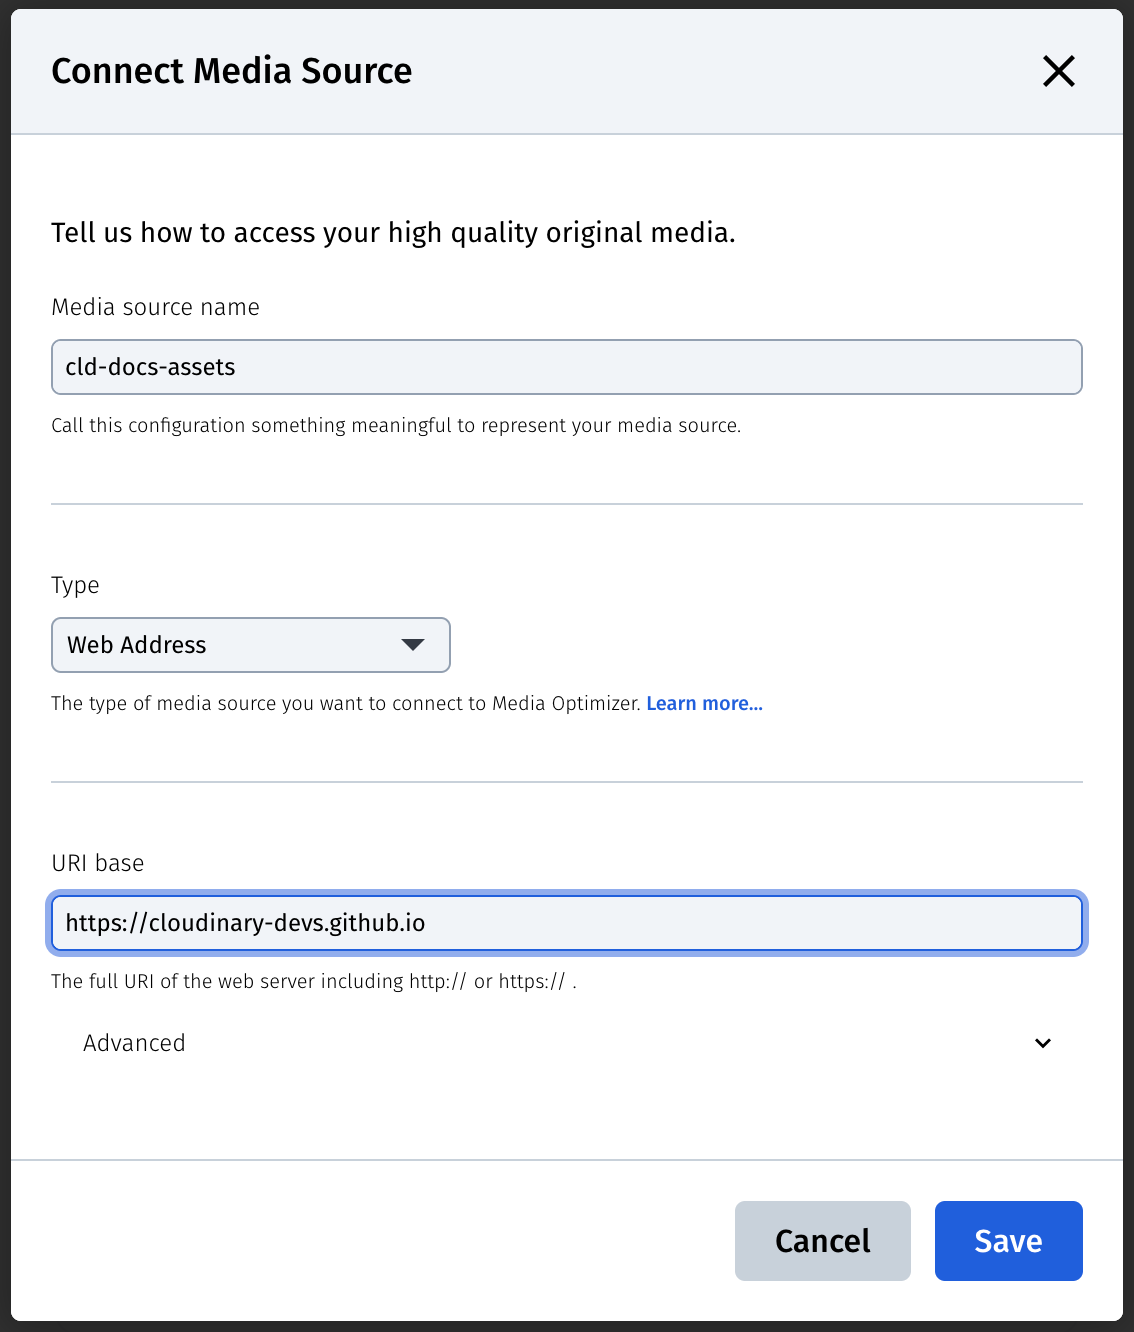 Connect Media Source
Tell us how to access your high quality original media.
Media source name
cld-docs-assets
Call this configuration something meaningful to represent your media source.
Type
Web Address
The type of media source you want to connect to Media Optimizer. Learn more...
URI base
https://cloudinary-devs.github.io
The full URI of the web server including http:// or https:// .
Advanced
Cancel Save